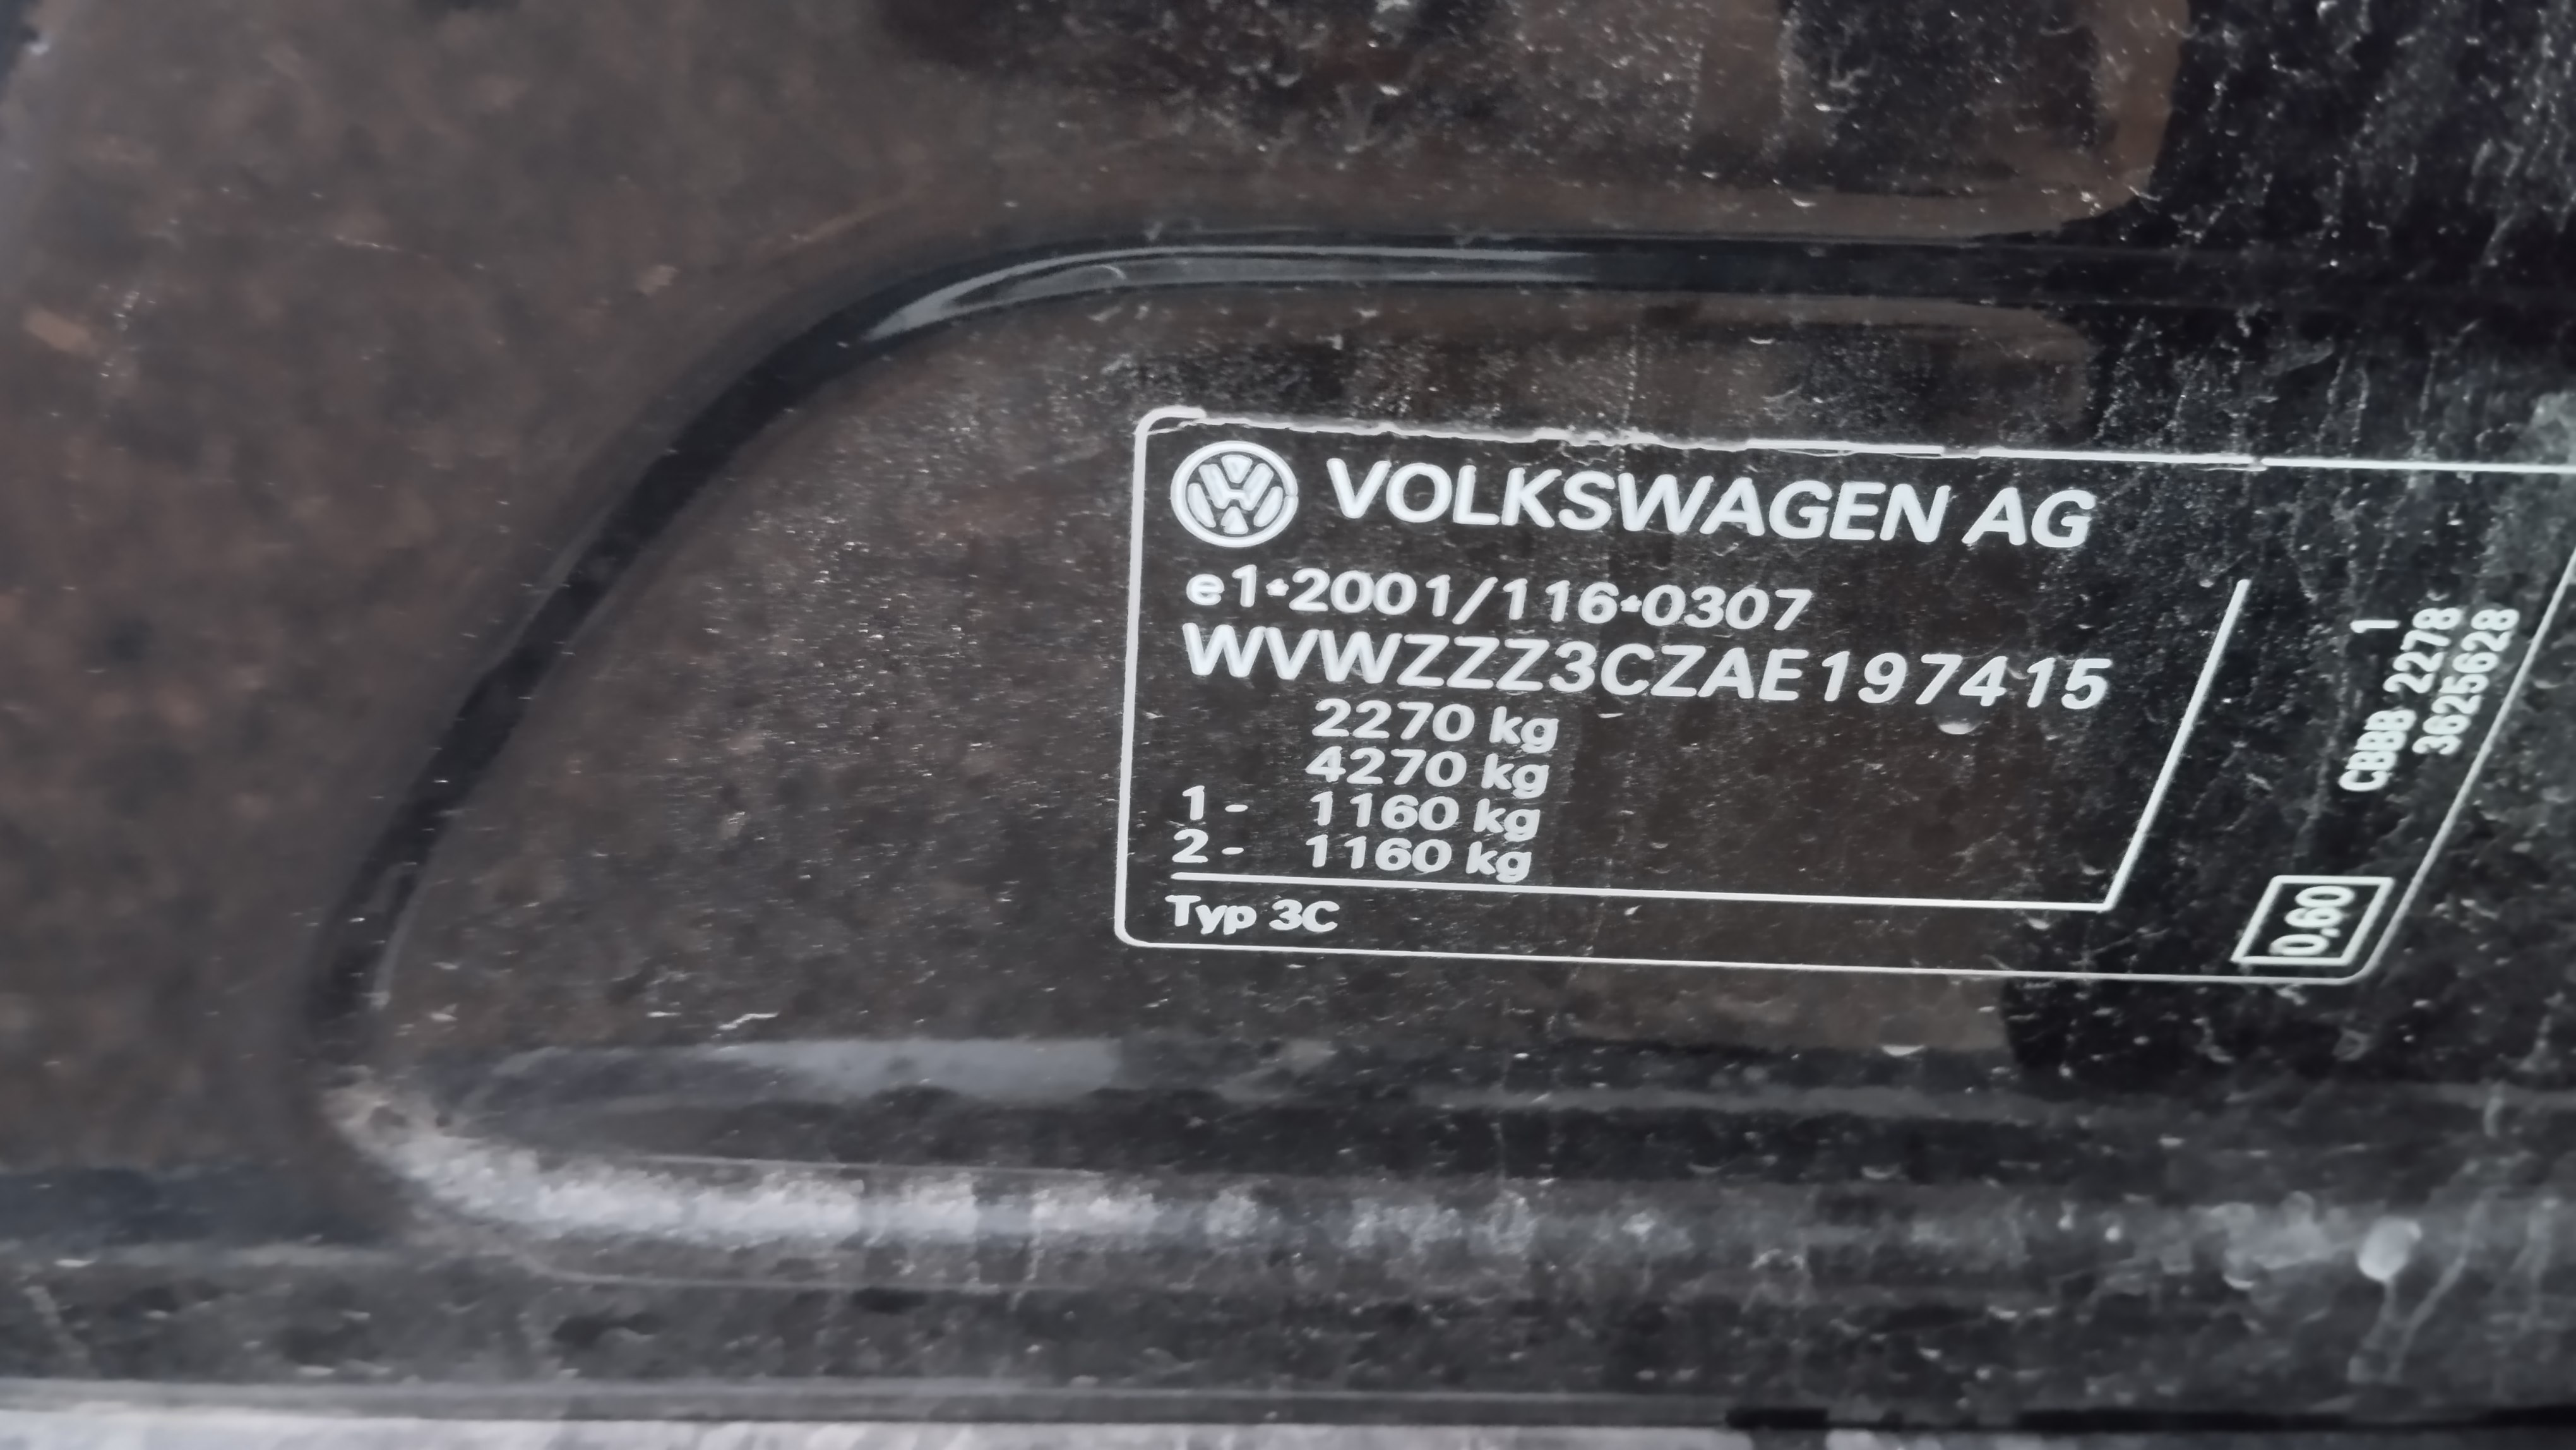 VOLKSWAGEN AG
e1*2001/116*0307
WVWZZZ3CZAE197415
2270 kg
4270 kg
1 - 1160 kg
2 - 1160 kg
Typ 3C
1
CBBB 2278
3625628
0.60